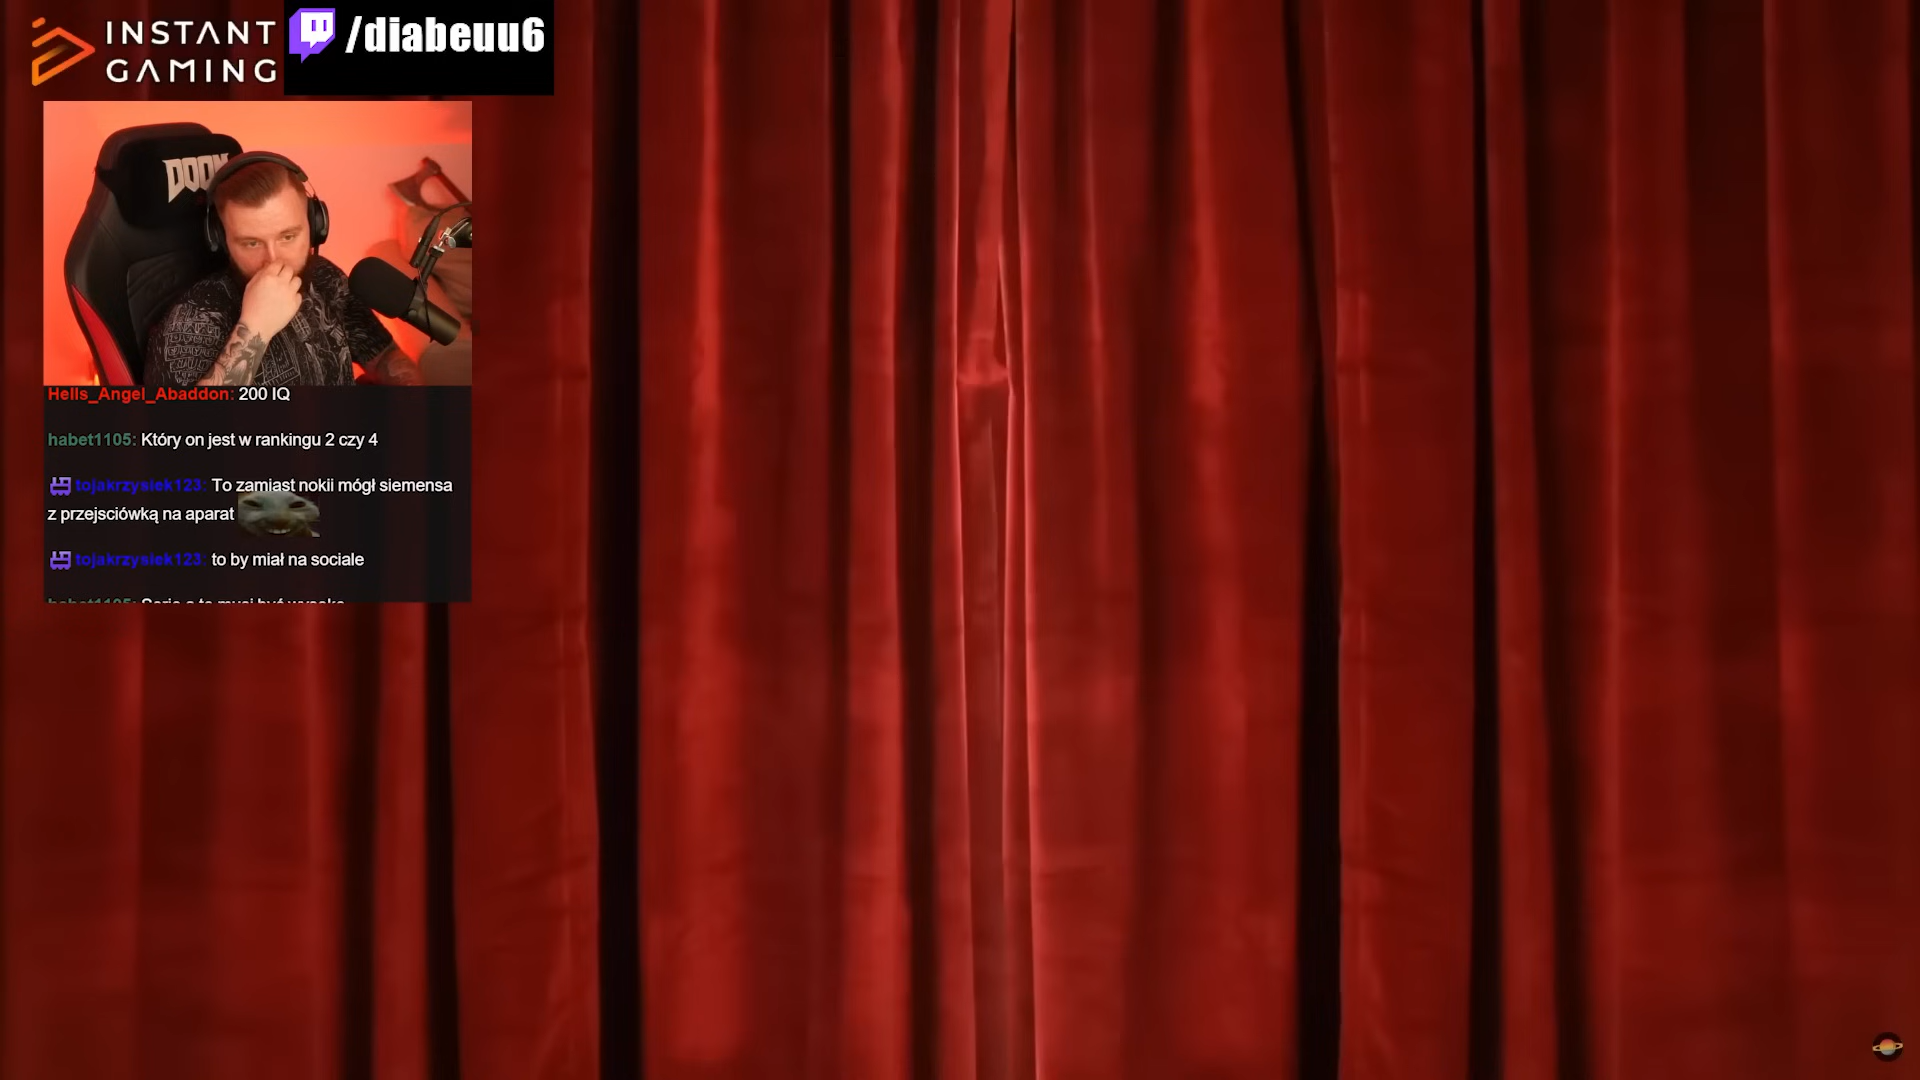 INSTANT
GAMING
/diabeuu6
DOOM
Hells_Angel_Abaddon: 200 IQ
habet1105: Który on jest w rankingu 2 czy 4
tojakrzysiek123: To zamiast nokii mógł siemensa
z przejsciówką na aparat
tojakrzysiek123: to by miał na sociale